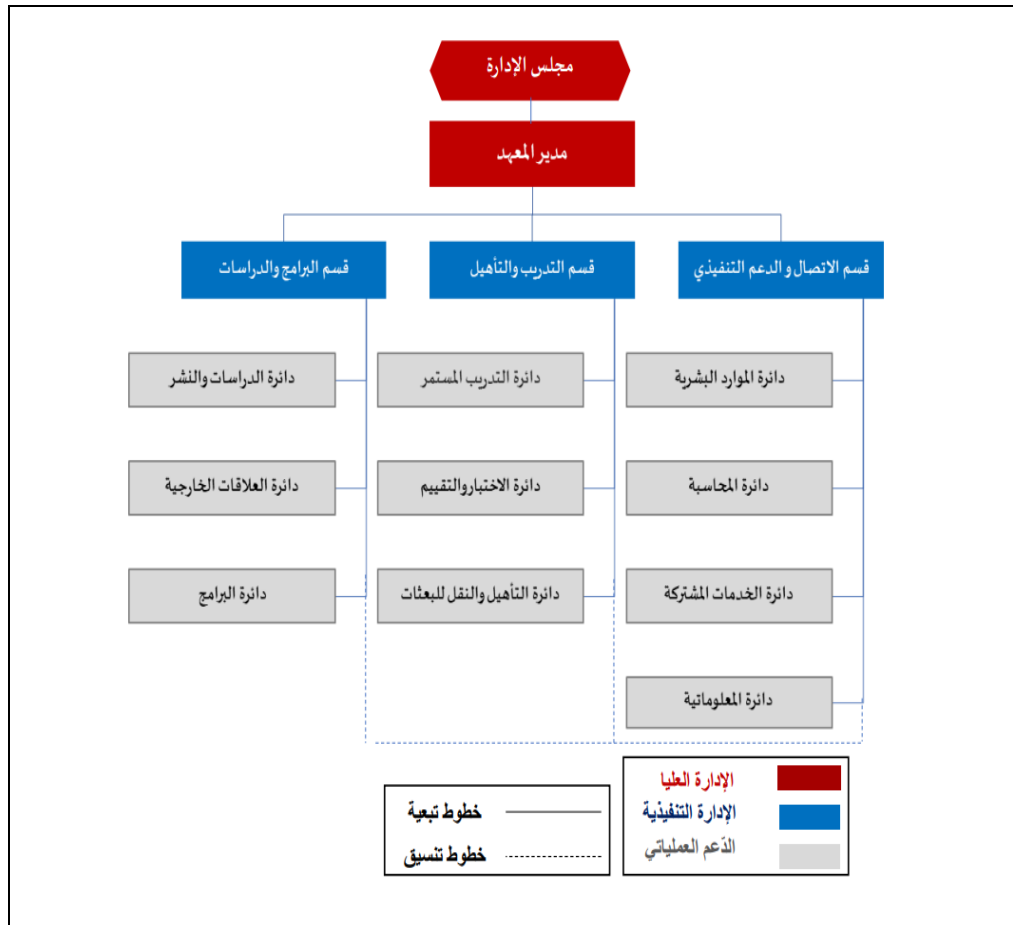 مجلس الإدارة
مدير المعهد
قسم الاتصال و الدعم التنفيذي
قسم التدريب والتأهيل
قسم البرامج والدراسات
دائرة الموارد البشرية
دائرة التدريب المستمر
دائرة الدراسات والنشر
دائرة المحاسبة
دائرة الاختبار والتقييم
دائرة العلاقات الخارجية
دائرة الخدمات المشتركة
دائرة التأهيل والنقل للبعثات
دائرة البرامج
دائرة المعلوماتية
الإدارة العليا
الإدارة التنفيذية
الدّعم العملياتي
خطوط تبعية
خطوط تنسيق